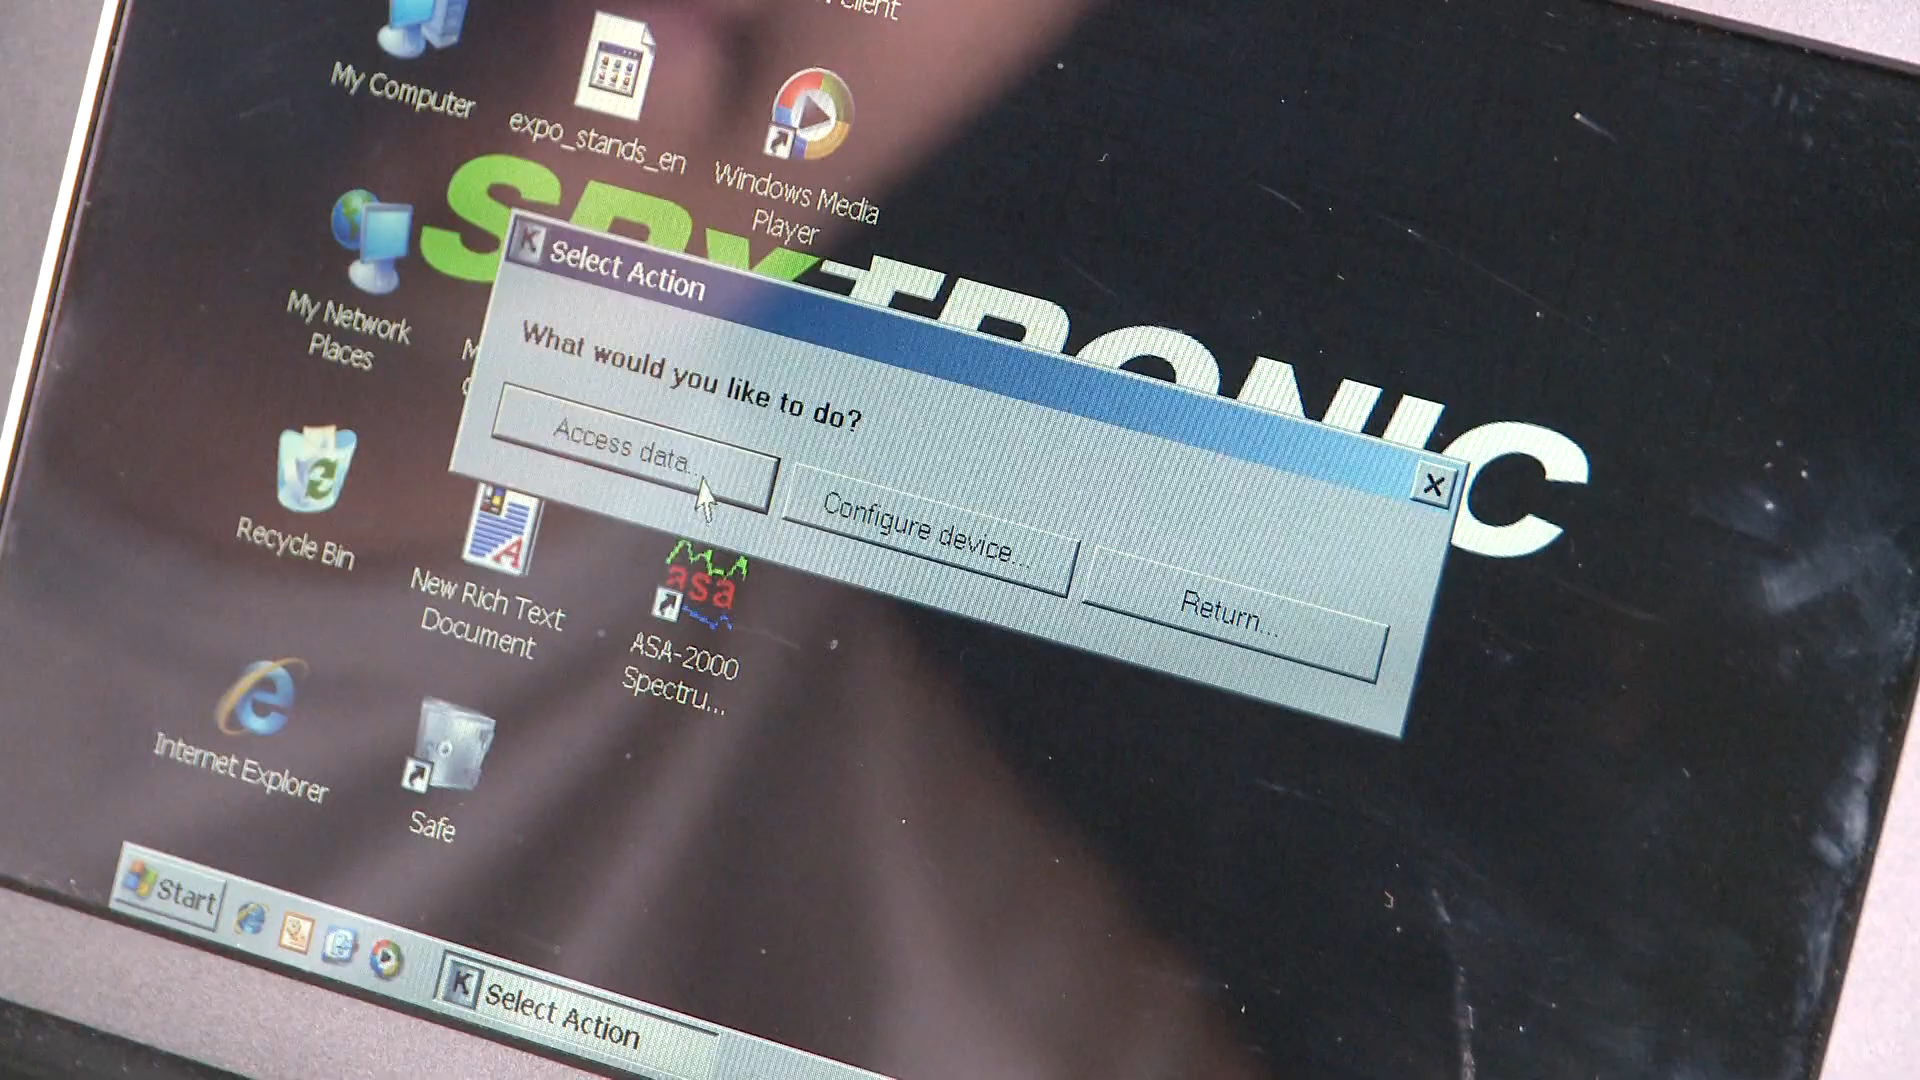 My Computer
expo_stands_en
Windows Media
Player
My Network
Places
Select Action
What would you like to do?
Access data...
Configure device...
Return...
Recycle Bin
New Rich Text
Document
asa
ASA-2000
Spectru...
Internet Explorer
Safe
Start
K Select Action